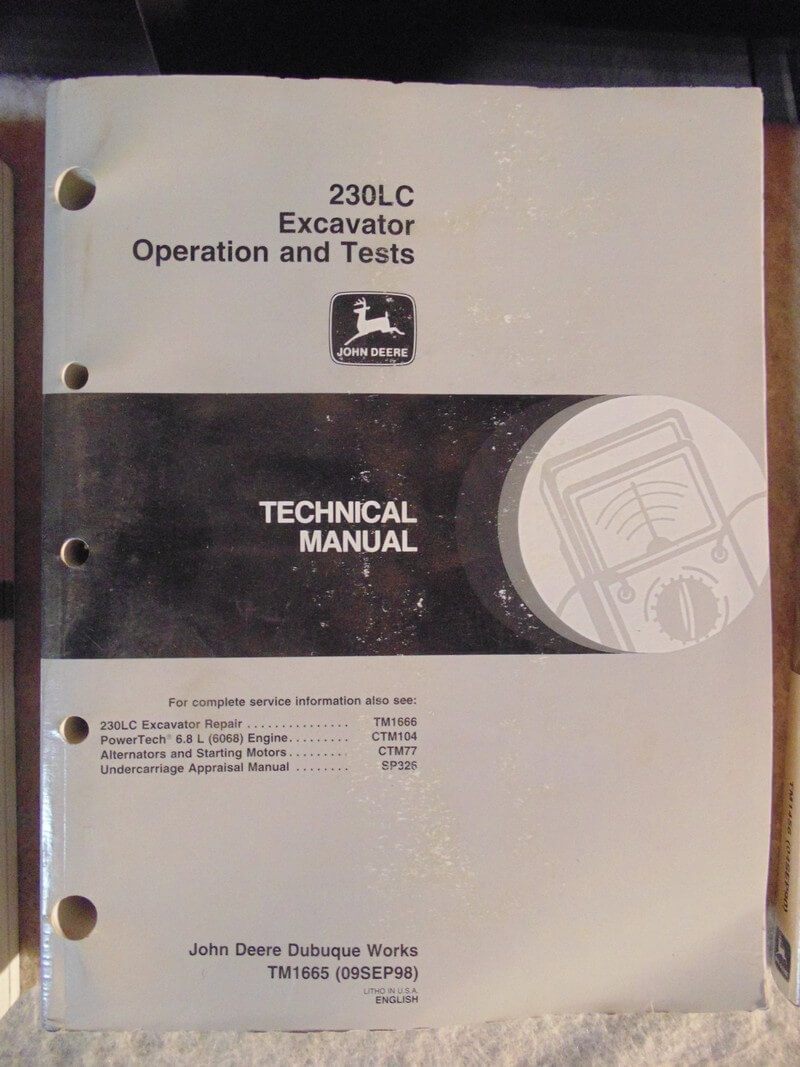 230LC
Excavator
Operation and Tests
JOHN DEERE
TECHNICAL
MANUAL
For complete service information also see:
230LC Excavator Repair . . . . . . . . . . . . . . . TM1666
PowerTech® 6.8 L (6068) Engine. . . . . . . . . CTM104
Alternators and Starting Motors. . . . . . . . . CTM77
Undercarriage Appraisal Manual . . . . . . . . SP326
John Deere Dubuque Works
TM1665 (09SEP98)
LITHO IN U.S.A.
ENGLISH